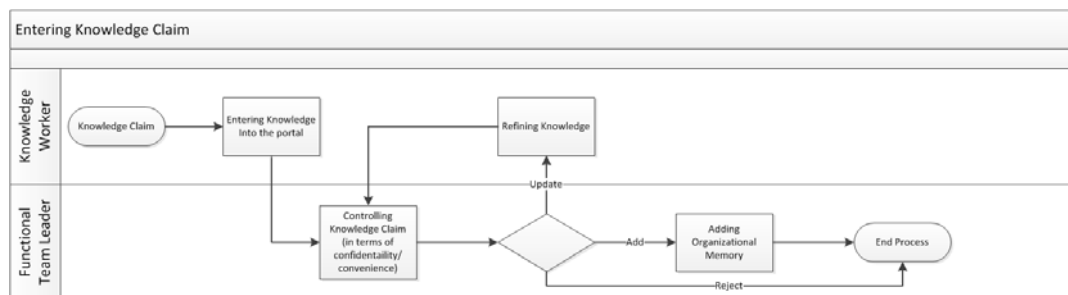 Entering Knowledge Claim
Knowledge
Worker
Knowledge Claim
Entering Knowledge
Into the portal
Refining Knowledge
Update
Functional
Team Leader
Controlling
Knowledge Claim
(in terms of
confidentaility/
convenience)
Add
Adding
Organizational
Memory
End Process
Reject